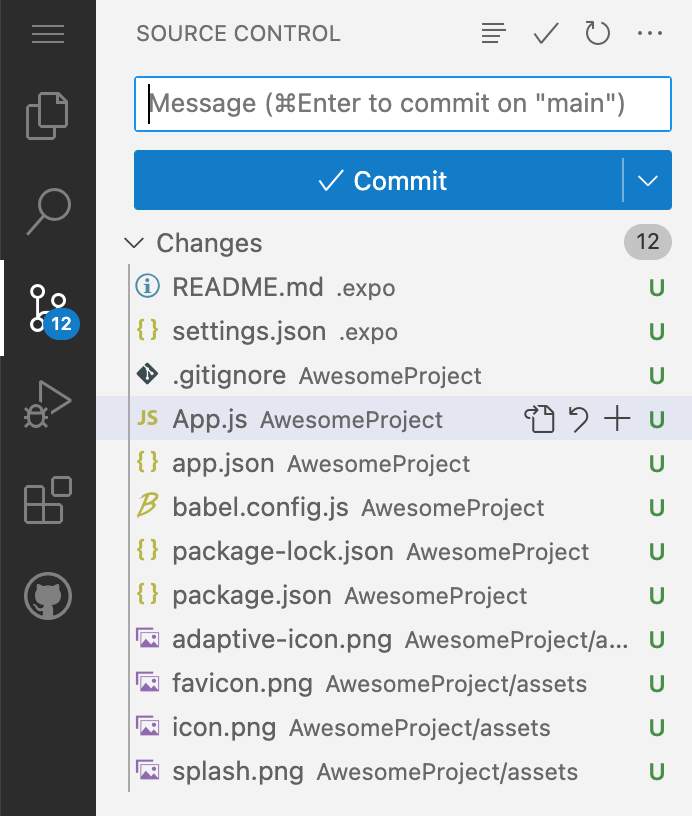 SOURCE CONTROL
Message (⌘Enter to commit on "main")
Commit
Changes 12
README.md .expo U
settings.json .expo U
12
.gitignore AwesomeProject U
JS App.js AwesomeProject U
{} app.json AwesomeProject U
babel.config.js AwesomeProject U
{} package-lock.json AwesomeProject U
{} package.json AwesomeProject U
adaptive-icon.png AwesomeProject/a... U
favicon.png AwesomeProject/assets U
icon.png AwesomeProject/assets U
splash.png AwesomeProject/assets U